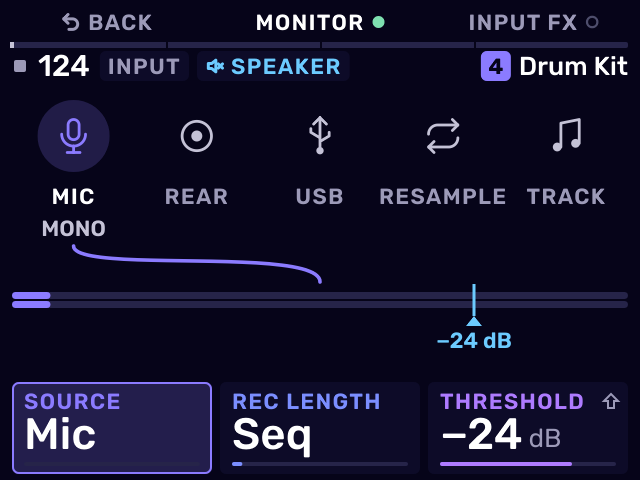 BACK MONITOR INPUT FX
124 INPUT SPEAKER 4 Drum Kit
MIC REAR USB RESAMPLE TRACK
MONO
−24 dB
SOURCE REC LENGTH THRESHOLD
Mic Seq −24 dB